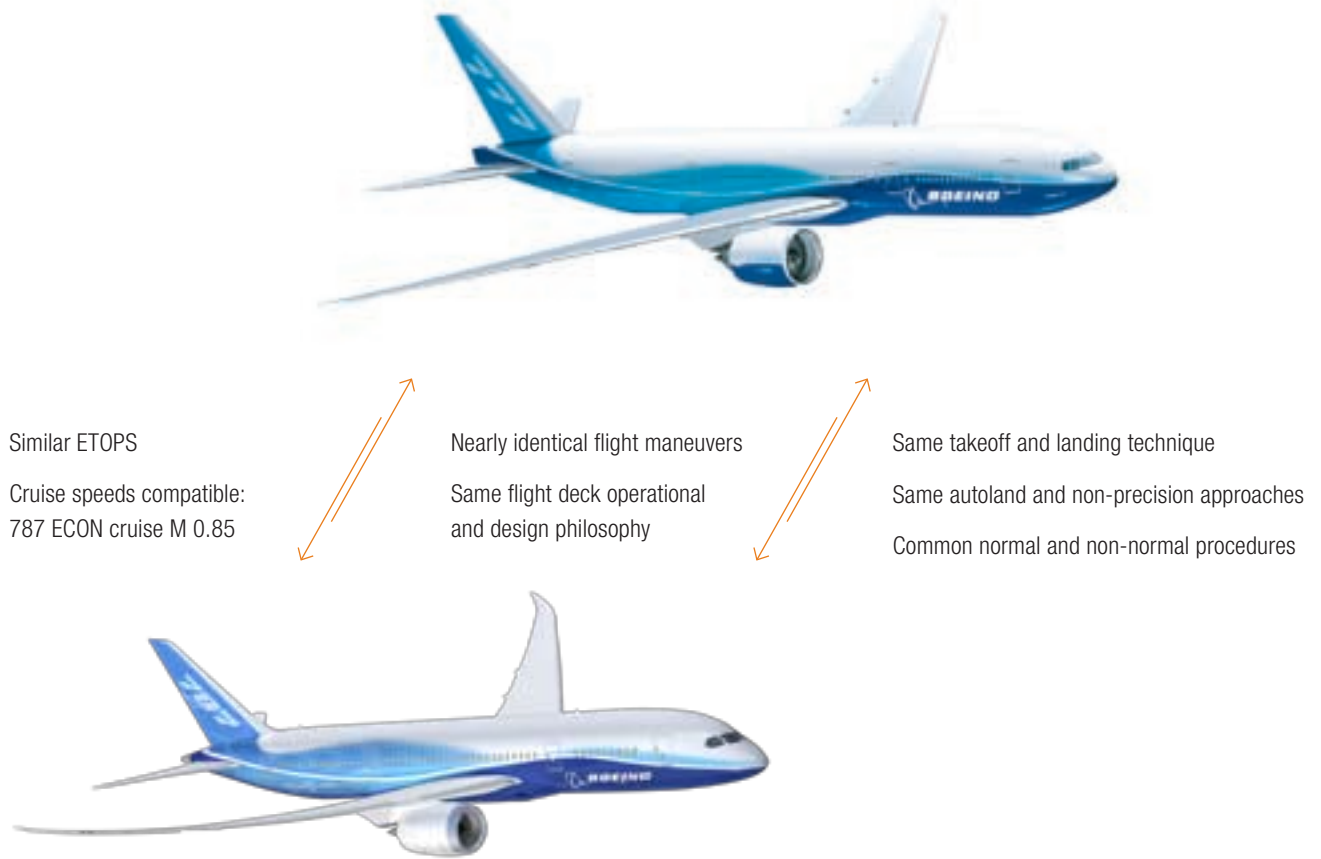 777
BOEING
Similar ETOPS
Cruise speeds compatible:
787 ECON cruise M 0.85
Nearly identical flight maneuvers
Same flight deck operational
and design philosophy
Same takeoff and landing technique
Same autoland and non-precision approaches
Common normal and non-normal procedures
787
BOEING